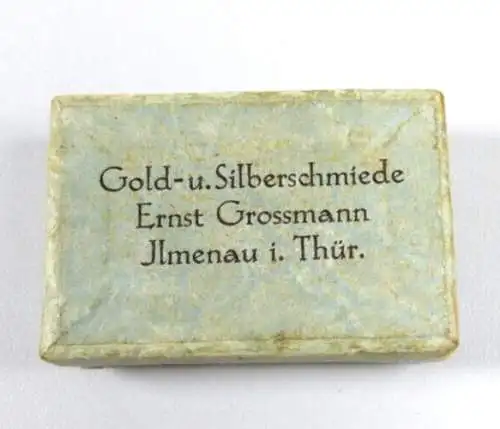 Gold-u. Silberschmiede
Ernst Grossmann
Jlmenau i. Thür.